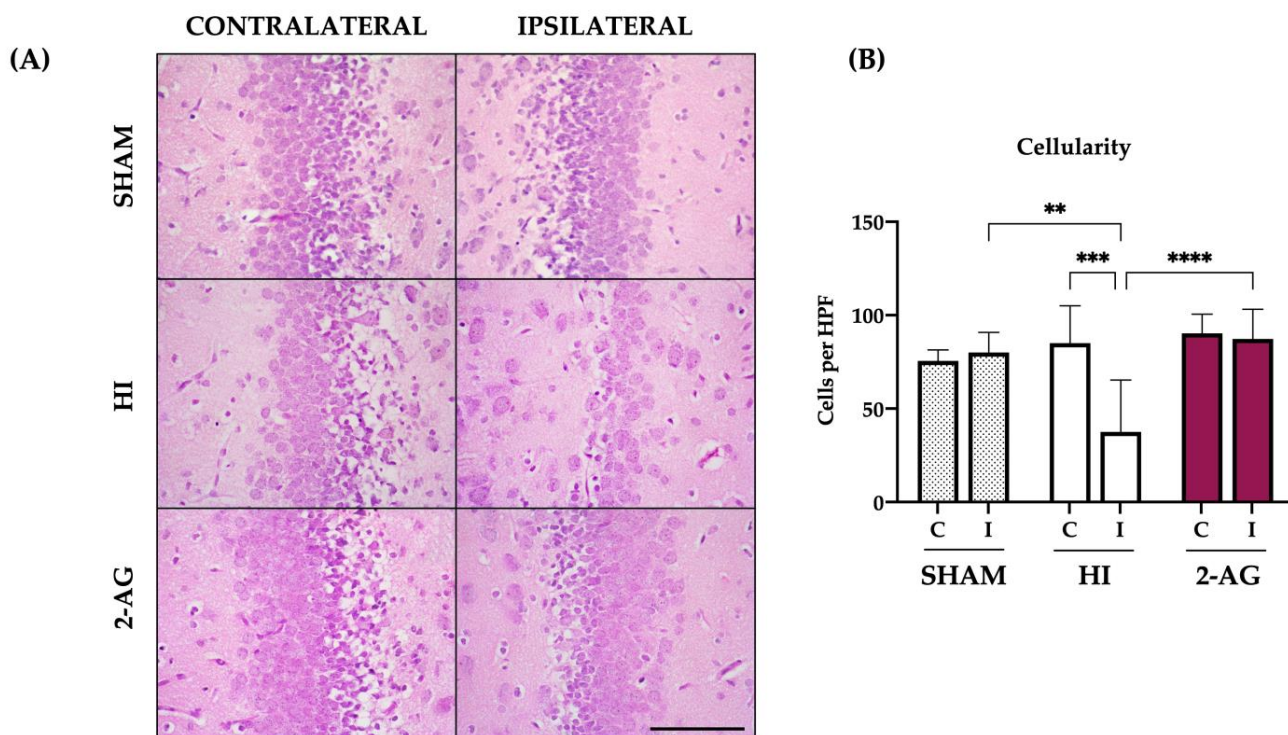 CONTRALATERAL IPSILATERAL
(A)
SHAM
HI
2-AG
(B)
Cellularity
**
*** ****
Cells per HPF
150
100
50
0
C I C I C I
SHAM HI 2-AG